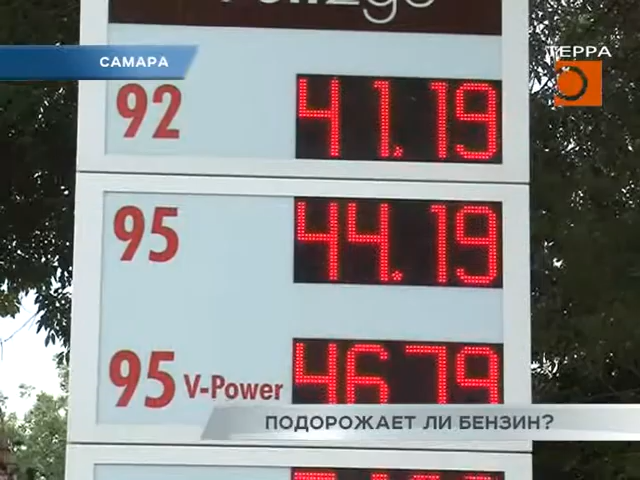 САМАРА
ТЕРРА
92 41.19
95 44.19
95 V-Power 46.79
ПОДОРОЖАЕТ ЛИ БЕНЗИН?